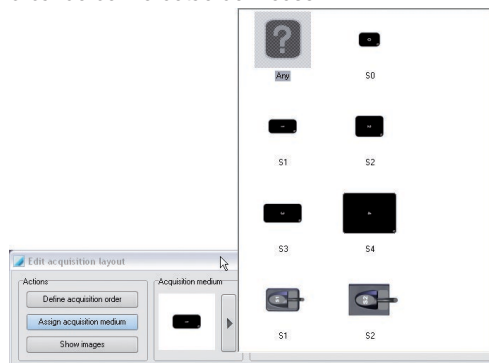 Any S0
S1 S2
S3 S4
Edit acquisition layout
Actions Acquisition medium
Define acquisition order
Assign acquisition medium
Show images
S1 S2